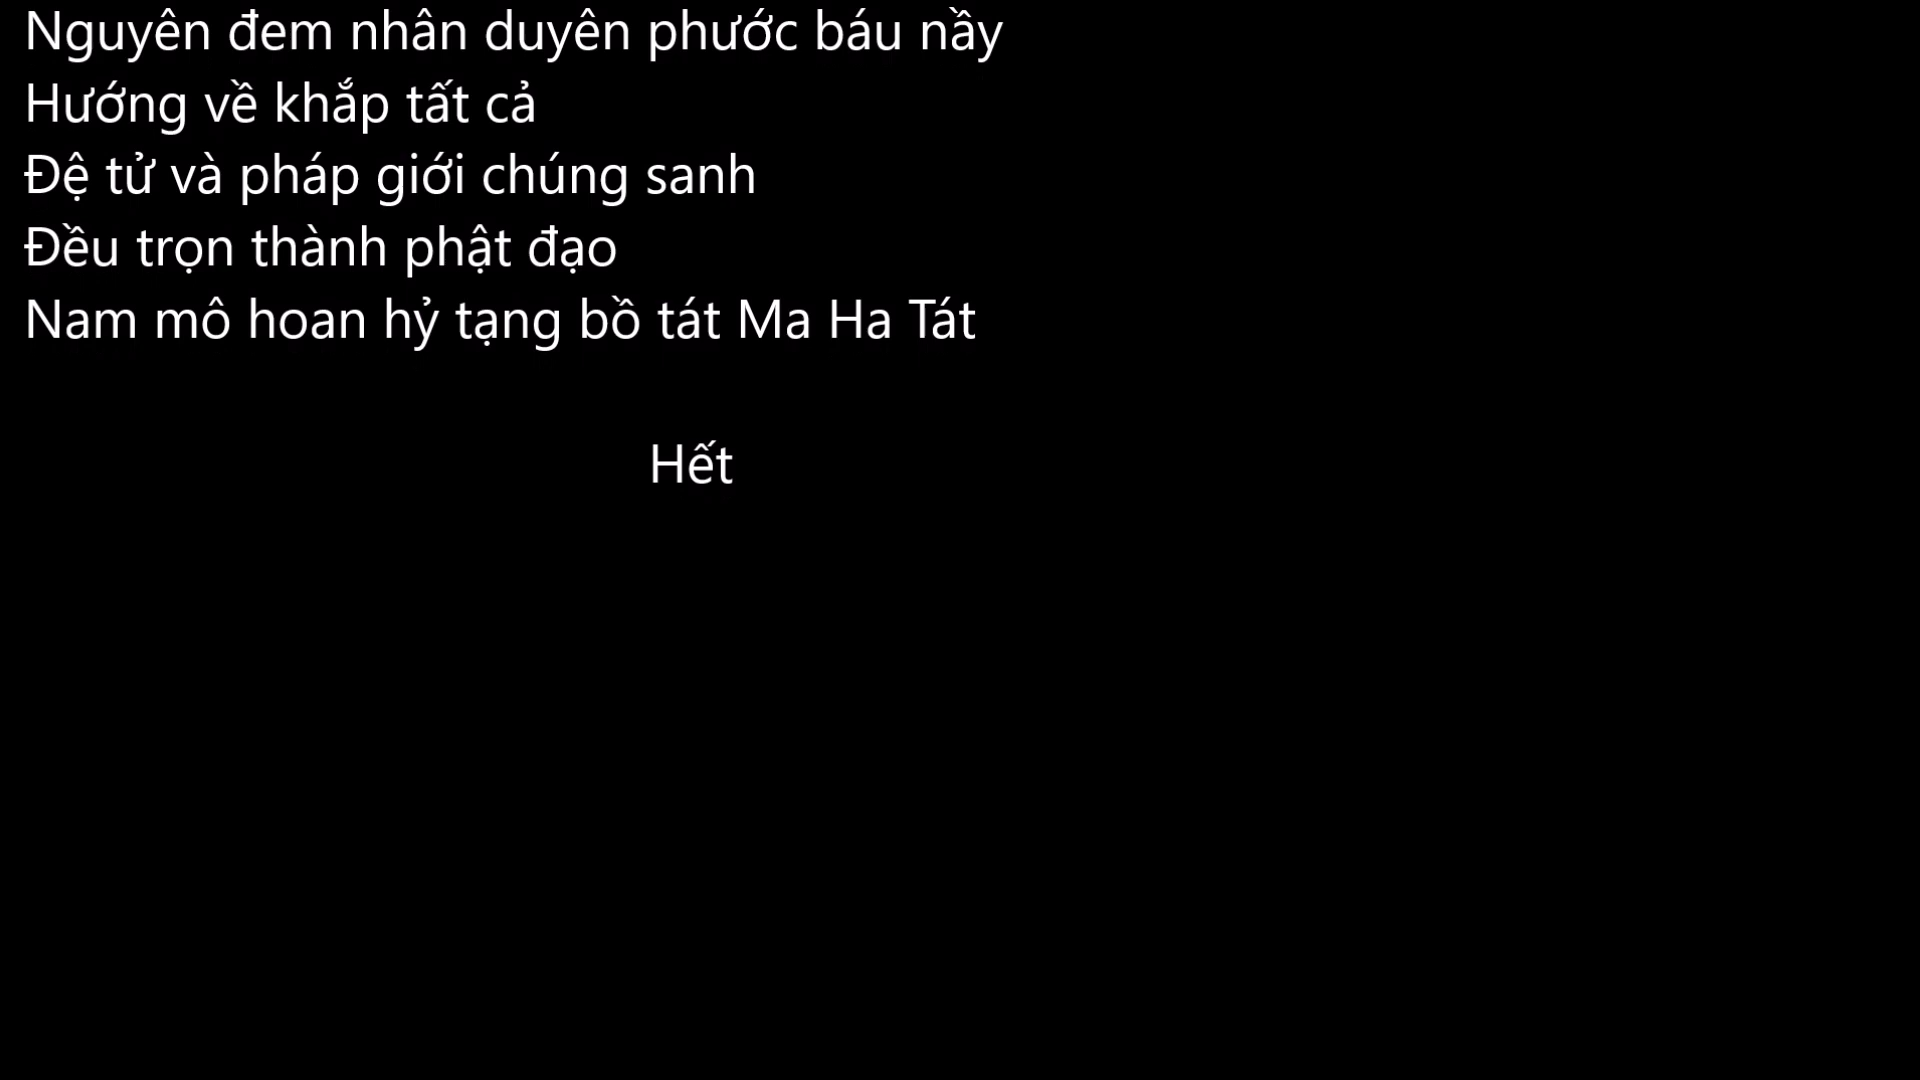 Nguyên đem nhân duyên phước báu nầy
Hướng về khắp tất cả
Đệ tử và pháp giới chúng sanh
Đều trọn thành phật đạo
Nam mô hoan hỷ tạng bồ tát Ma Ha Tát
Hết